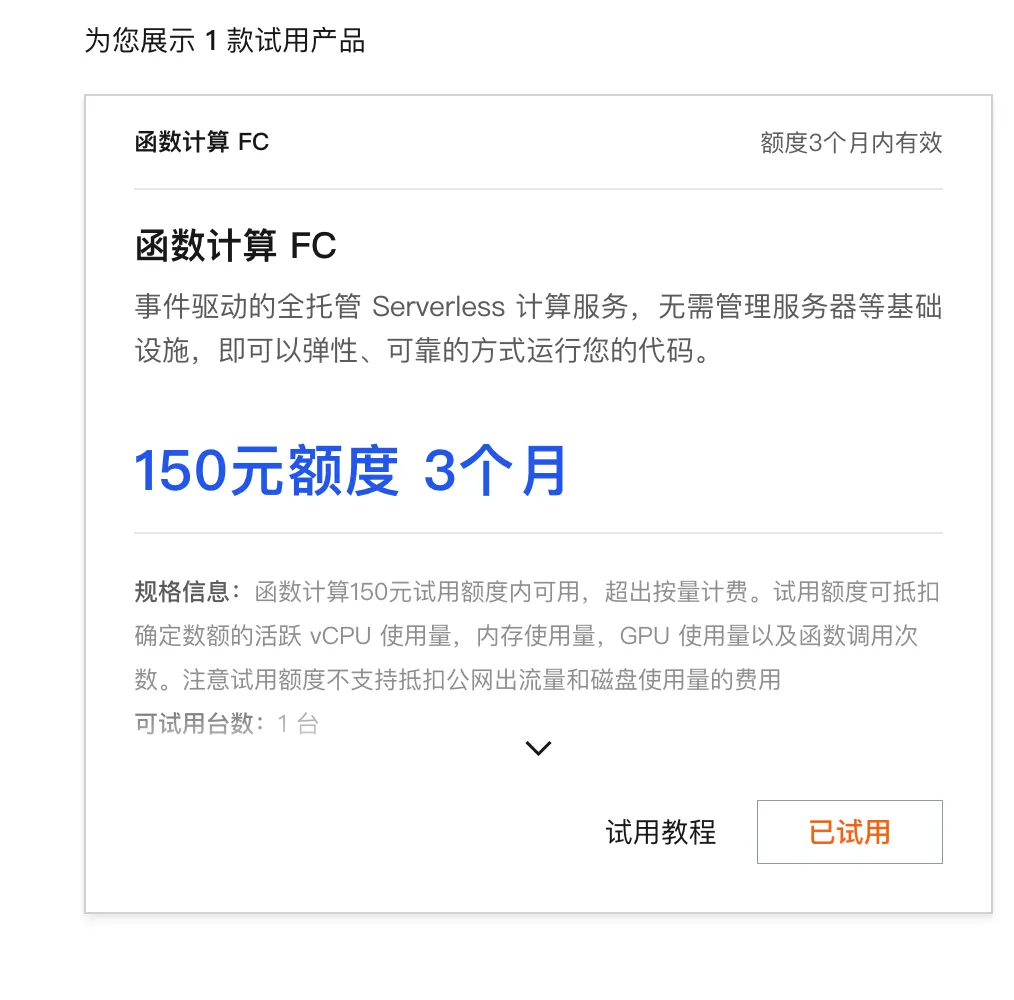 为您展示 1 款试用产品
函数计算 FC
额度3个月内有效
函数计算 FC
事件驱动的全托管 Serverless 计算服务，无需管理服务器等基础
设施，即可以弹性、可靠的方式运行您的代码。
150元额度 3个月
规格信息：函数计算150元试用额度内可用，超出按量计费。试用额度可抵扣
确定数额的活跃 vCPU 使用量，内存使用量，GPU 使用量以及函数调用次
数。注意试用额度不支持抵扣公网出流量和磁盘使用量的费用
可试用台数：1 台
试用教程
已试用